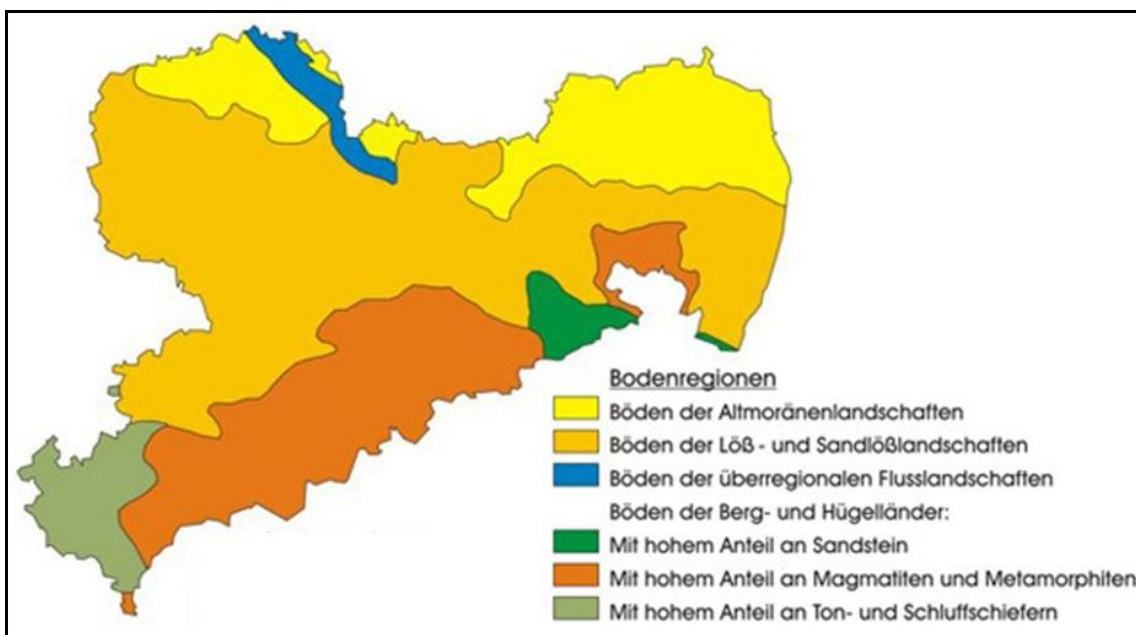 Bodenregionen
Böden der Altmoränenlandschaften
Böden der Löß - und Sandlößlandschaften
Böden der überregionalen Flusslandschaften
Böden der Berg- und Hügelländer:
Mit hohem Anteil an Sandstein
Mit hohem Anteil an Magmatiten und Metamorphiten
Mit hohem Anteil an Ton- und Schluffschiefern